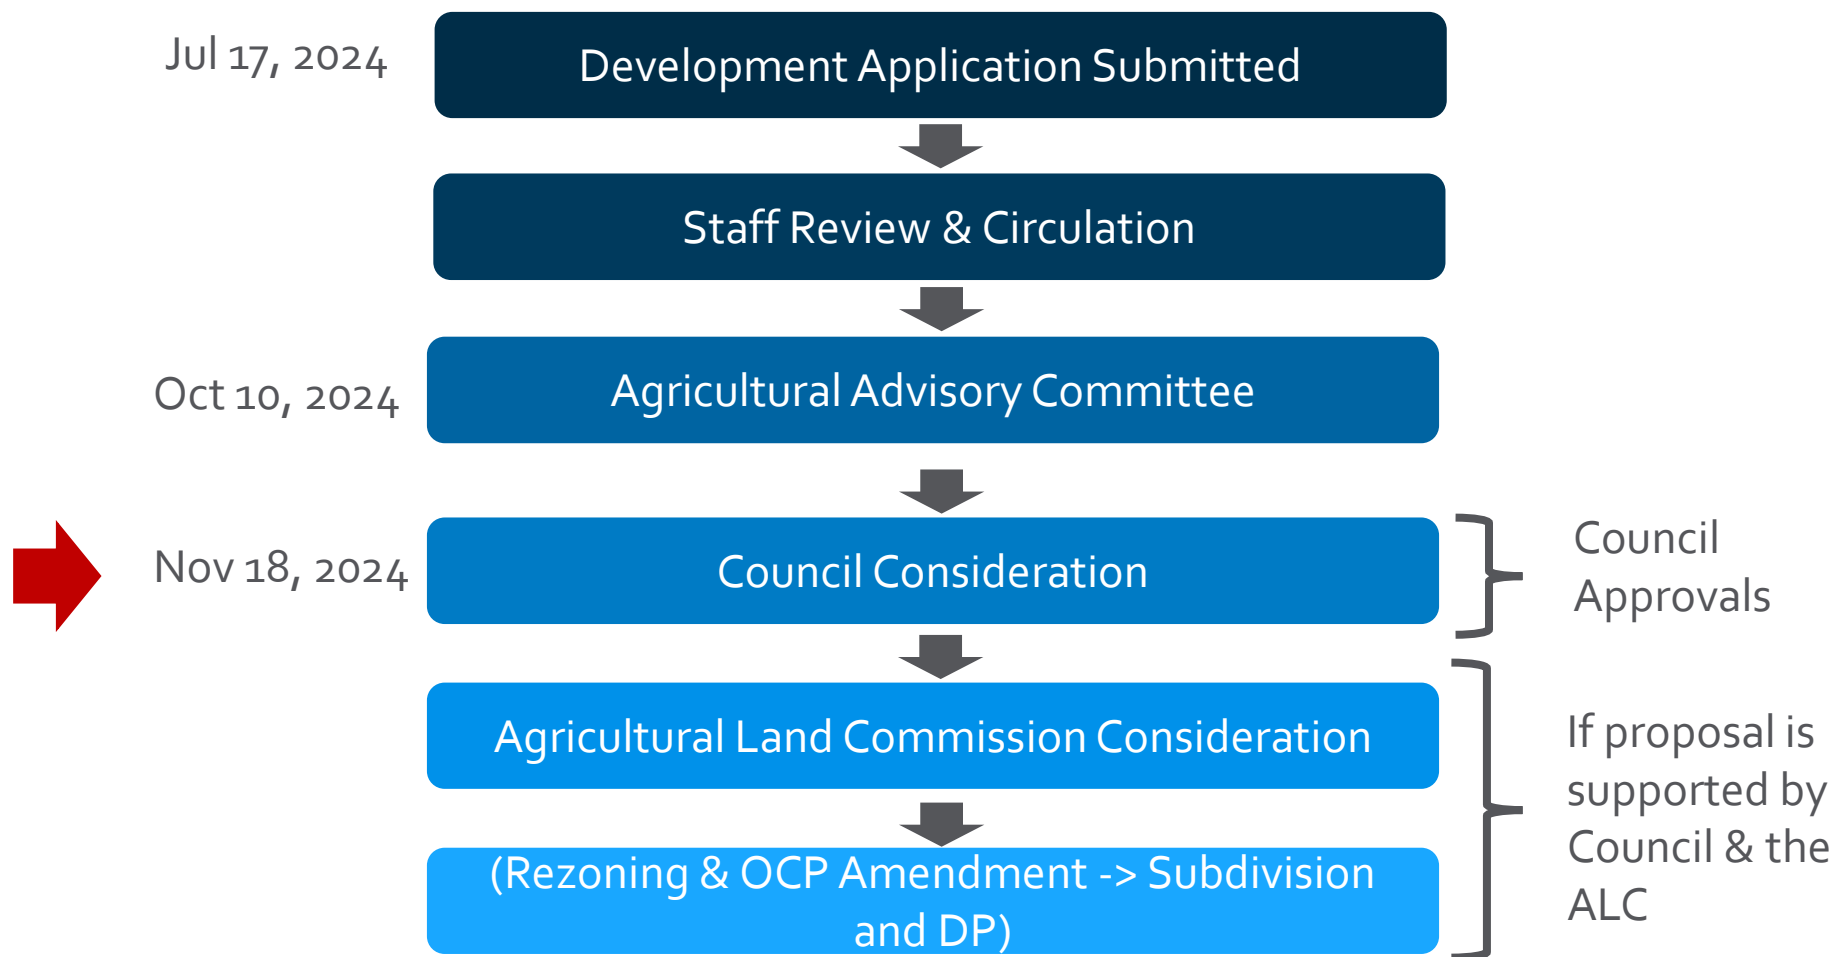 Jul 17, 2024
Development Application Submitted
Staff Review & Circulation
Oct 10, 2024
Agricultural Advisory Committee
Nov 18, 2024
Council Consideration
Council
Approvals
Agricultural Land Commission Consideration
(Rezoning & OCP Amendment -> Subdivision
and DP)
If proposal is
supported by
Council & the
ALC